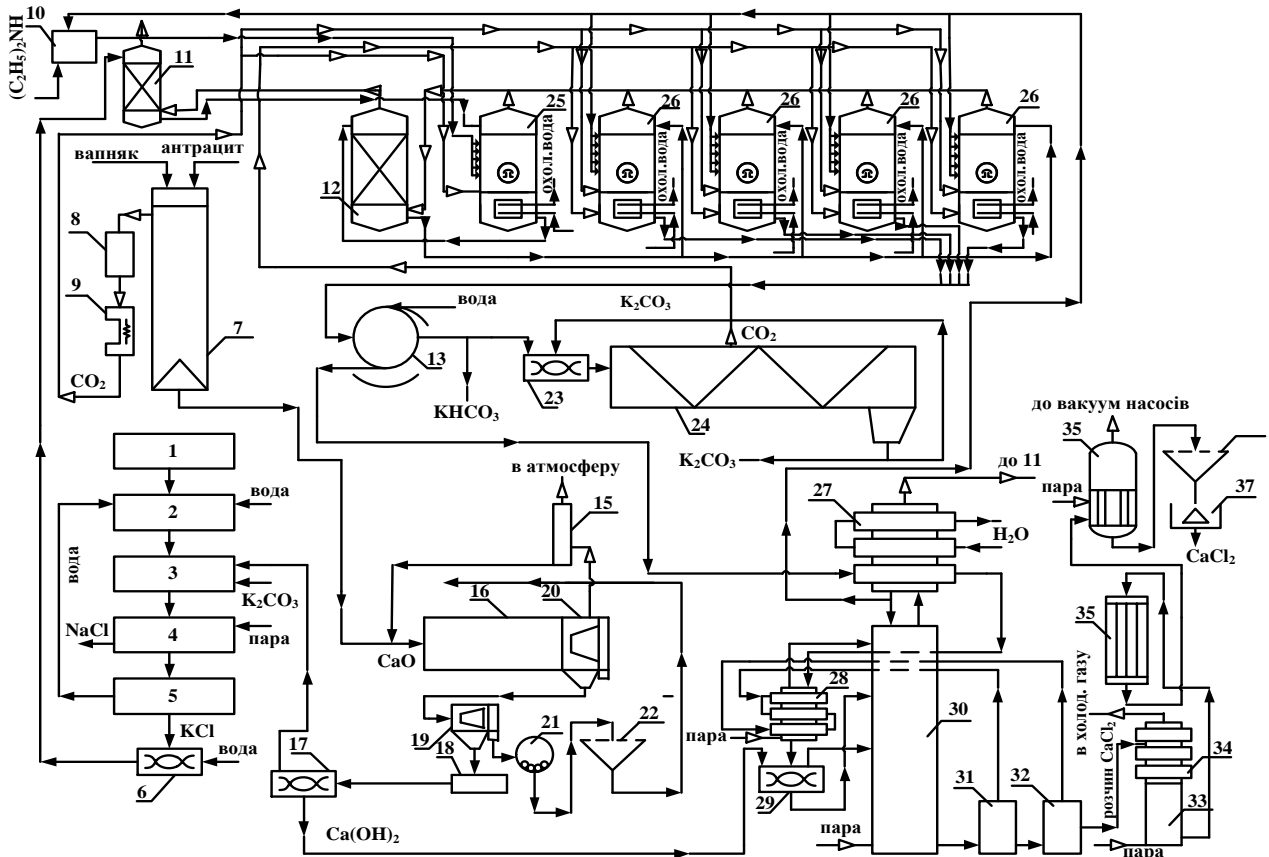 10
(C₂H₅)₂NH
11
25
26
26
26
26
охол.вода
охол.вода
охол.вода
охол.вода
охол.вода
вапняк
антрацит
12
8
9
7
CO₂
вода
13
K₂CO₃
CO₂
23
24
KHCO₃
K₂CO₃
1
2
вода
вода
3
K₂CO₃
4
NaCl
пара
5
KCl
вода
6
в атмосферу
15
16
20
CaO
19
18
21
22
17
Ca(OH)₂
до 11
27
H₂O
28
пара
29
30
31
32
пара
до вакуум насосів
35
пара
37
CaCl₂
35
в холод. газу
розчин CaCl₂
34
33
пара